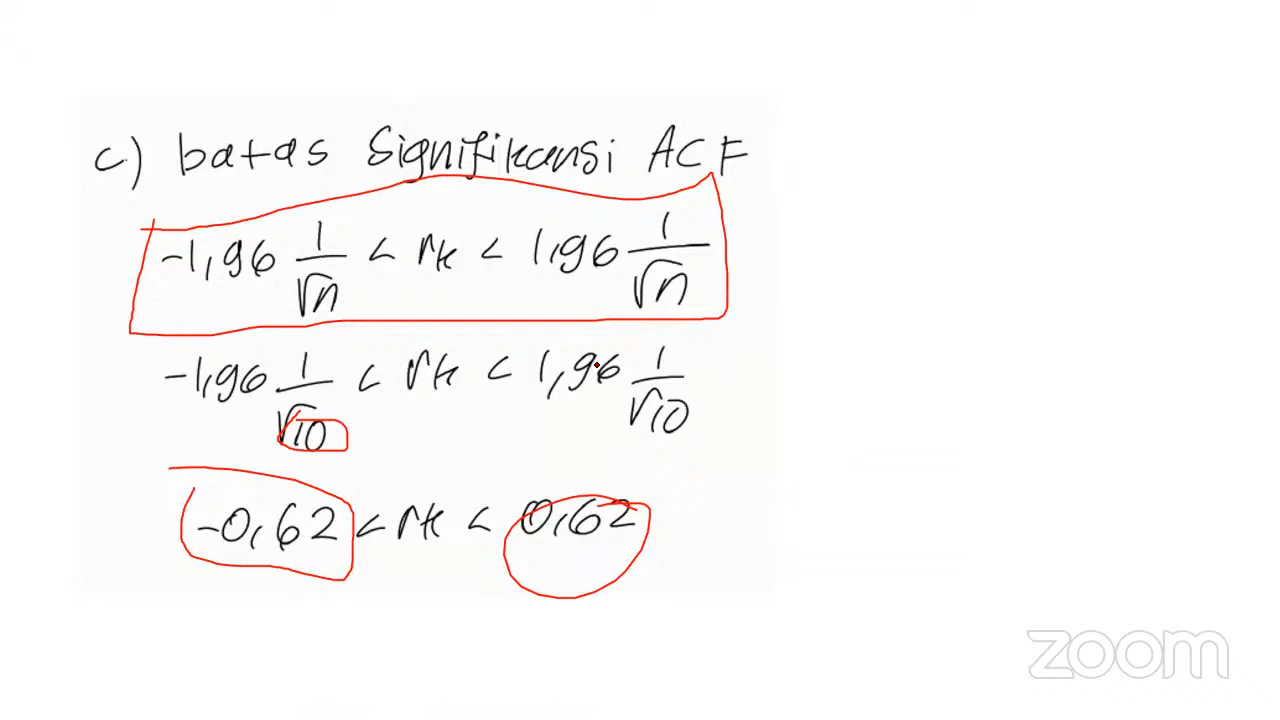 c) batas Signifikansi ACF
-1,96 1/√n < rk < 1,96 1/√n
-1,96 1/√10 < rk < 1,96 1/√10
-0,62 < rk < 0,62
zoom